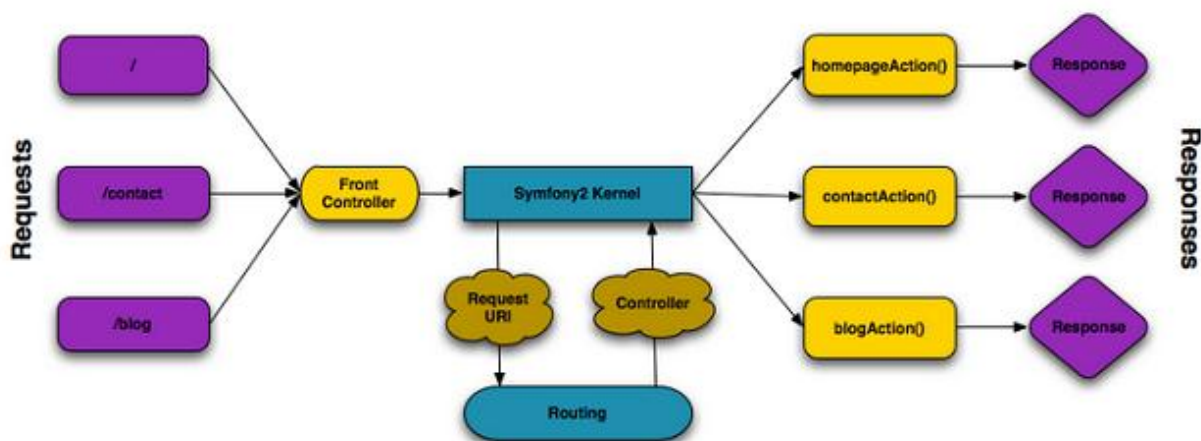 Requests
/
/contact
/blog
Front
Controller
Symfony2 Kernel
Request
URI
Controller
Routing
homepageAction()
contactAction()
blogAction()
Response
Response
Response
Responses